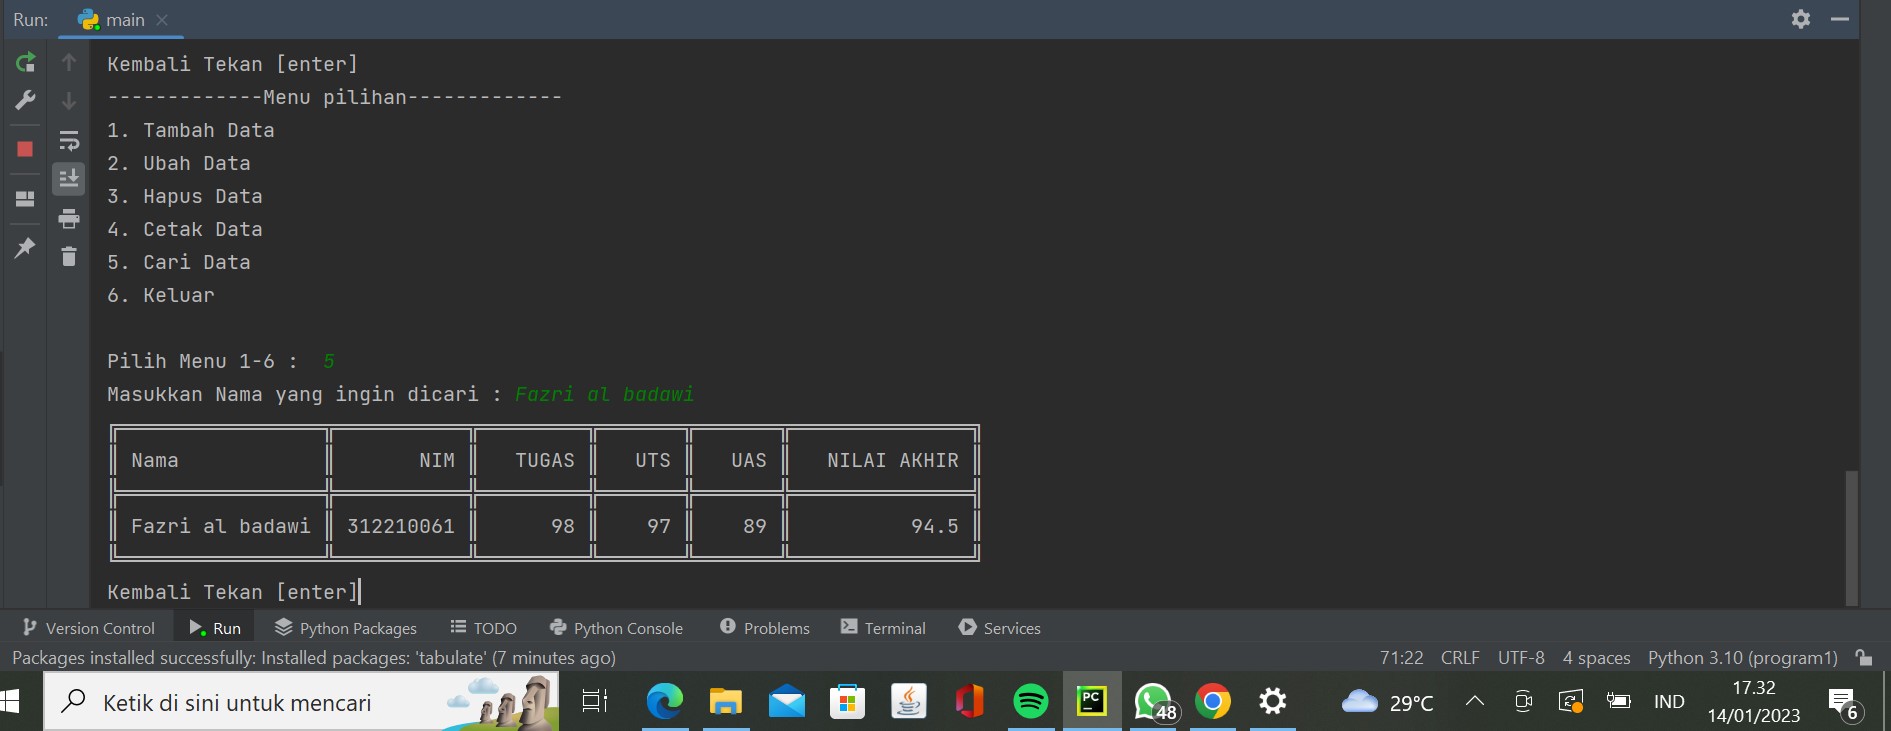 Run: main
Kembali Tekan [enter]
-------------Menu pilihan-------------
1. Tambah Data
2. Ubah Data
3. Hapus Data
4. Cetak Data
5. Cari Data
6. Keluar
Pilih Menu 1-6 :  5
Masukkan Nama yang ingin dicari : Fazri al badawi
Nama NIM TUGAS UTS UAS NILAI AKHIR
Fazri al badawi 312210061 98 97 89 94.5
Kembali Tekan [enter]
Version Control Run Python Packages TODO Python Console Problems Terminal Services
Packages installed successfully: Installed packages: 'tabulate' (7 minutes ago) 71:22 CRLF UTF-8 4 spaces Python 3.10 (program1)
Ketik di sini untuk mencari PC 48 29°C IND 17.32 6
14/01/2023